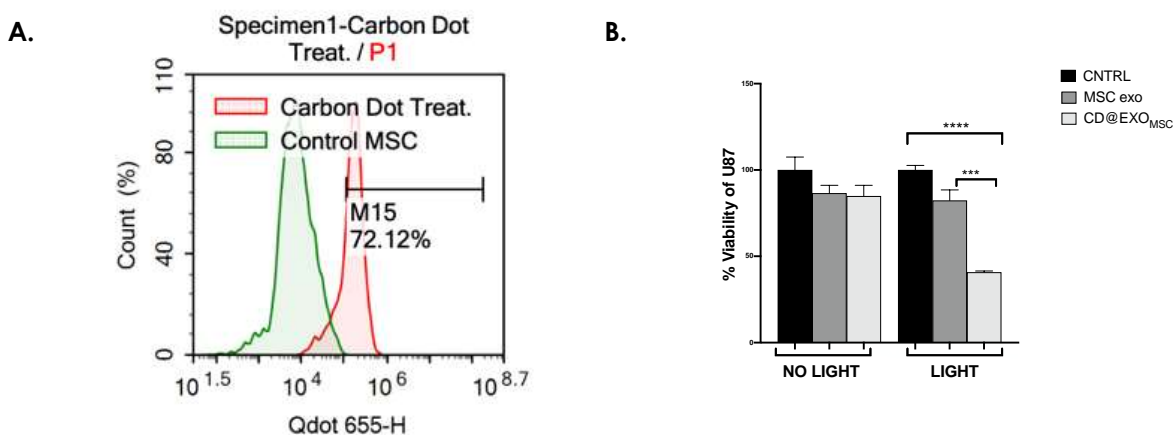 A.
Specimen1-Carbon Dot
Treat. / P1
110
80
40
0
Count (%)
Carbon Dot Treat.
Control MSC
M15
72.12%
10 1.5
10 4
10 6
10 8.7
Qdot 655-H
B.
CNTRL
MSC exo
CD@EXOMSC
150
100
50
0
% Viability of U87
****
***
NO LIGHT
LIGHT